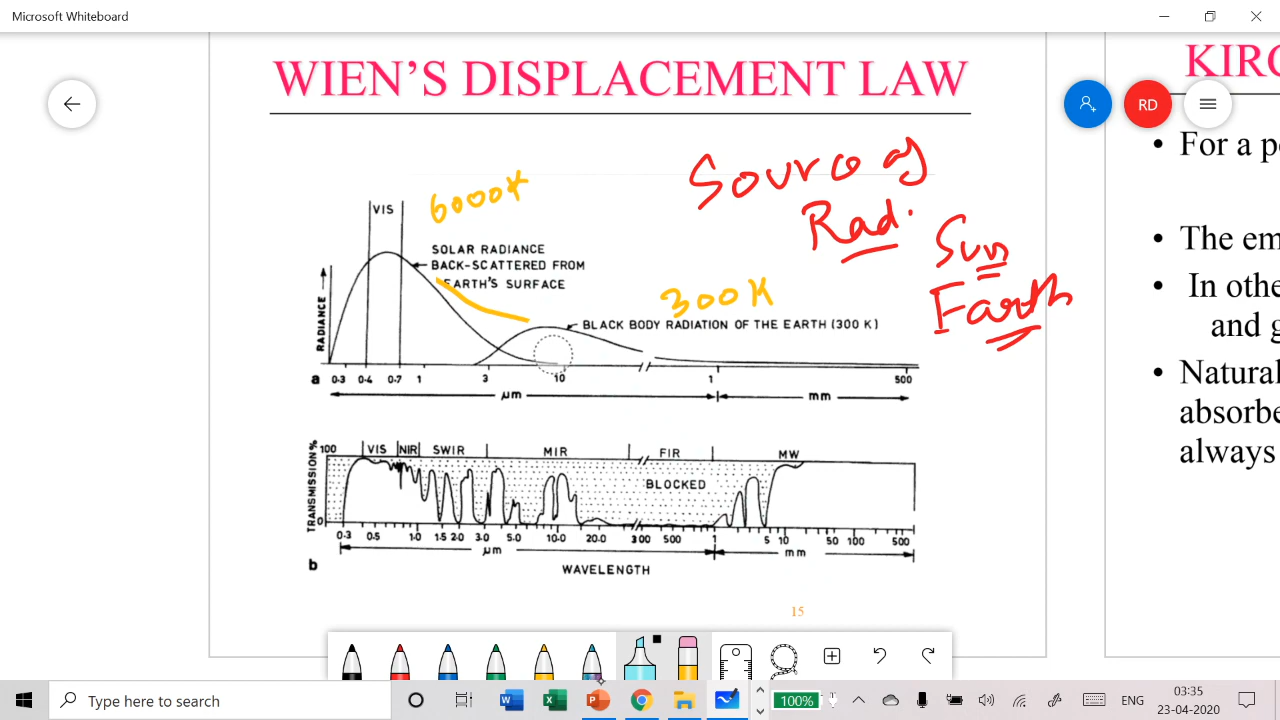 Microsoft Whiteboard
WIEN'S DISPLACEMENT LAW
KIRC
RD
Source of
Rad.
Sun
Earth
6000K
300K
VIS
SOLAR RADIANCE
BACK-SCATTERED FROM
EARTH'S SURFACE
BLACK BODY RADIATION OF THE EARTH (300 K)
RADIANCE
a 0.3 0.4 0.7 1 3 10 1 500
µm mm
TRANSMISSION %
100 VIS NIR SWIR MIR FIR MW
BLOCKED
0
0.3 0.5 1.0 1.5 2.0 3.0 5.0 10.0 20.0 300 500 1 5 10 50 100 500
µm mm
b WAVELENGTH
15
• For a pe
• The em
• In othe
and g
• Natural
absorbe
always
Type here to search
100%
ENG
03:35
23-04-2020